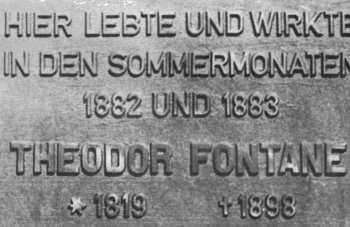 HIER LEBTE UND WIRKTE
IN DEN SOMMERMONATEN
1882 UND 1883
THEODOR FONTANE
* 1819 † 1898